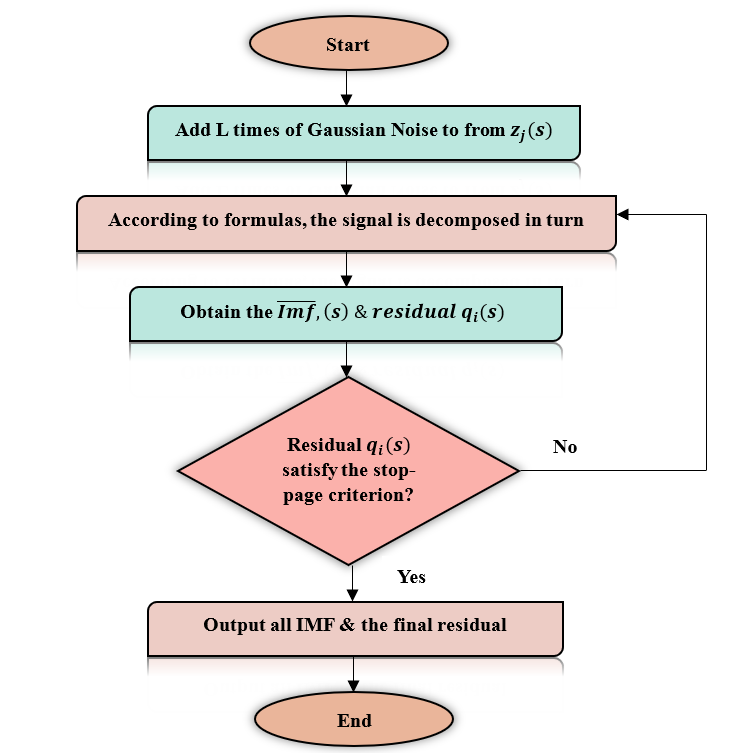 Start
Add L times of Gaussian Noise to from z_j(s)
According to formulas, the signal is decomposed in turn
Obtain the \overline{Imf}, (s) & residual q_i(s)
Residual q_i(s)
satisfy the stop-
page criterion?
No
Yes
Output all IMF & the final residual
End